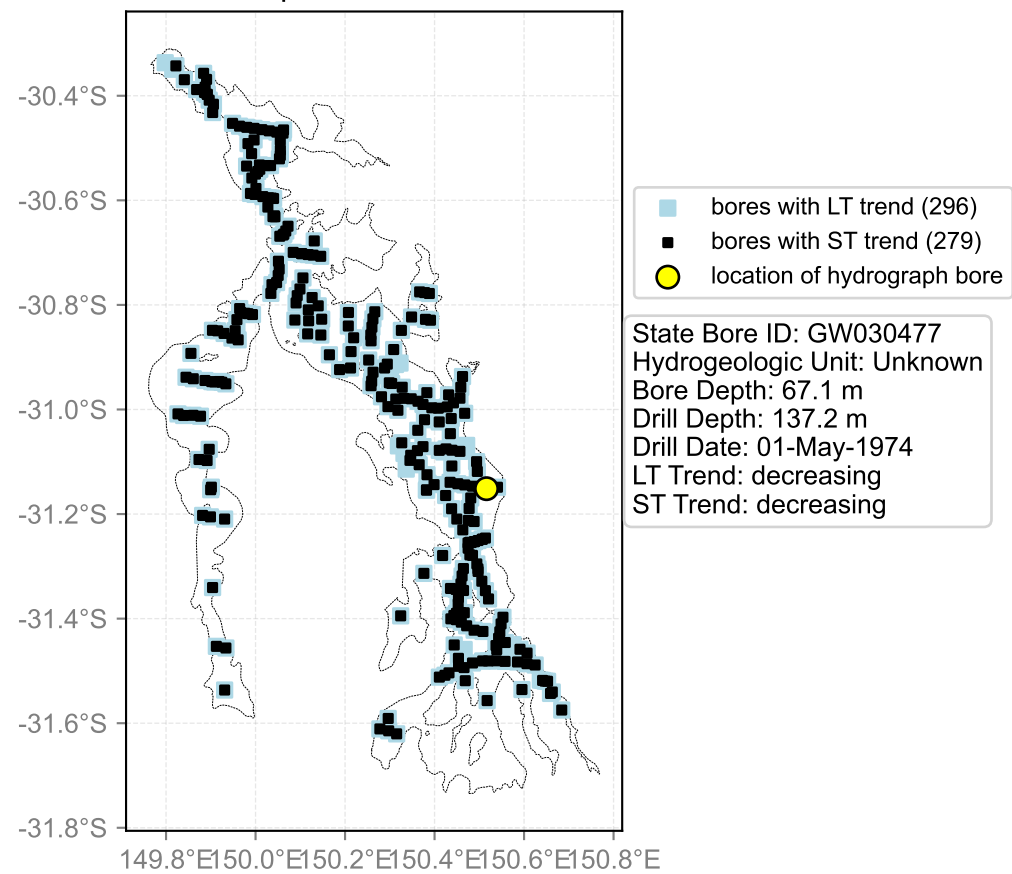 -30.4°S
-30.6°S
-30.8°S
-31.0°S
-31.2°S
-31.4°S
-31.6°S
-31.8°S
149.8°E150.0°E150.2°E150.4°E150.6°E150.8°E
bores with LT trend (296)
bores with ST trend (279)
location of hydrograph bore
State Bore ID: GW030477
Hydrogeologic Unit: Unknown
Bore Depth: 67.1 m
Drill Depth: 137.2 m
Drill Date: 01-May-1974
LT Trend: decreasing
ST Trend: decreasing